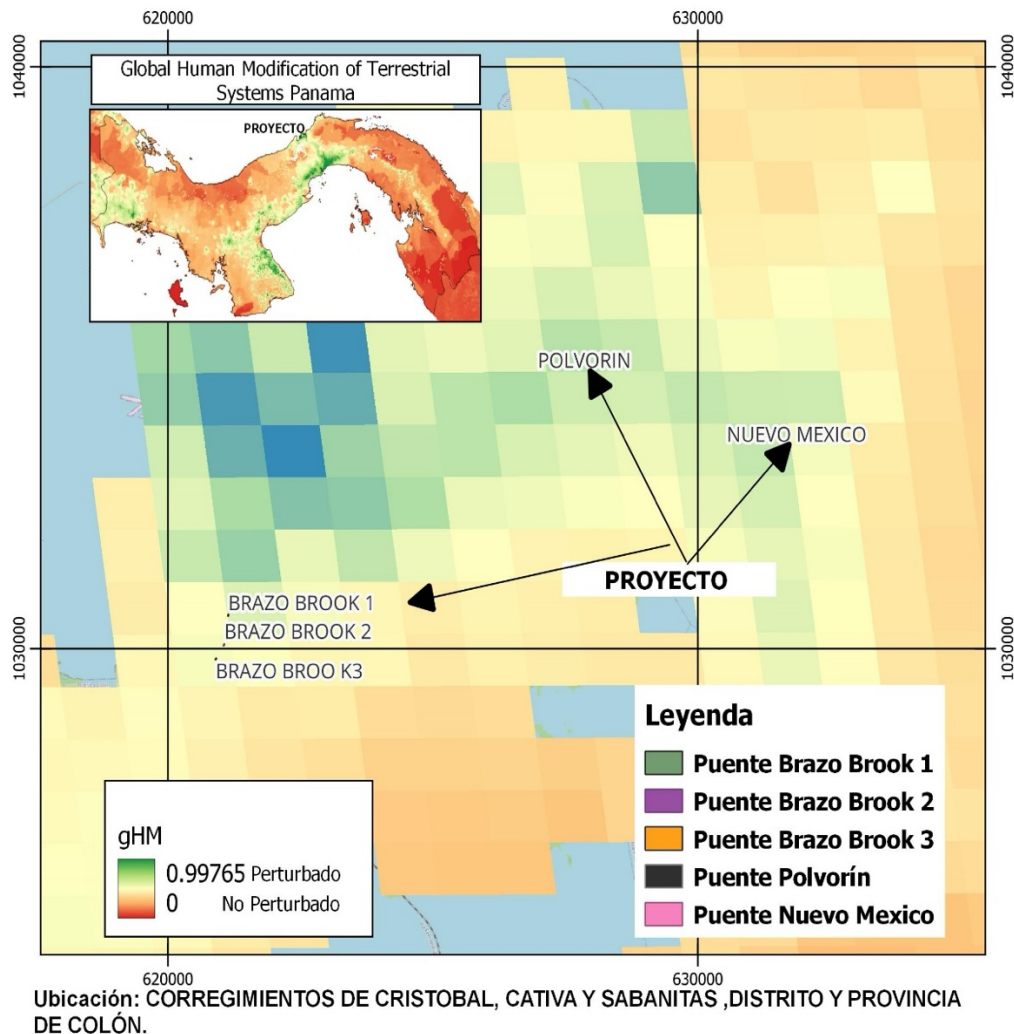 620000
630000
1040000
1040000
Global Human Modification of Terrestrial
Systems Panama
PROYECTO
POLVORIN
NUEVO MEXICO
PROYECTO
BRAZO BROOK 1
BRAZO BROOK 2
BRAZO BROO K3
1030000
1030000
Leyenda
Puente Brazo Brook 1
Puente Brazo Brook 2
Puente Brazo Brook 3
Puente Polvorín
Puente Nuevo Mexico
gHM
0.99765 Perturbado
0 No Perturbado
620000
630000
Ubicación: CORREGIMIENTOS DE CRISTOBAL, CATIVA Y SABANITAS ,DISTRITO Y PROVINCIA
DE COLÓN.